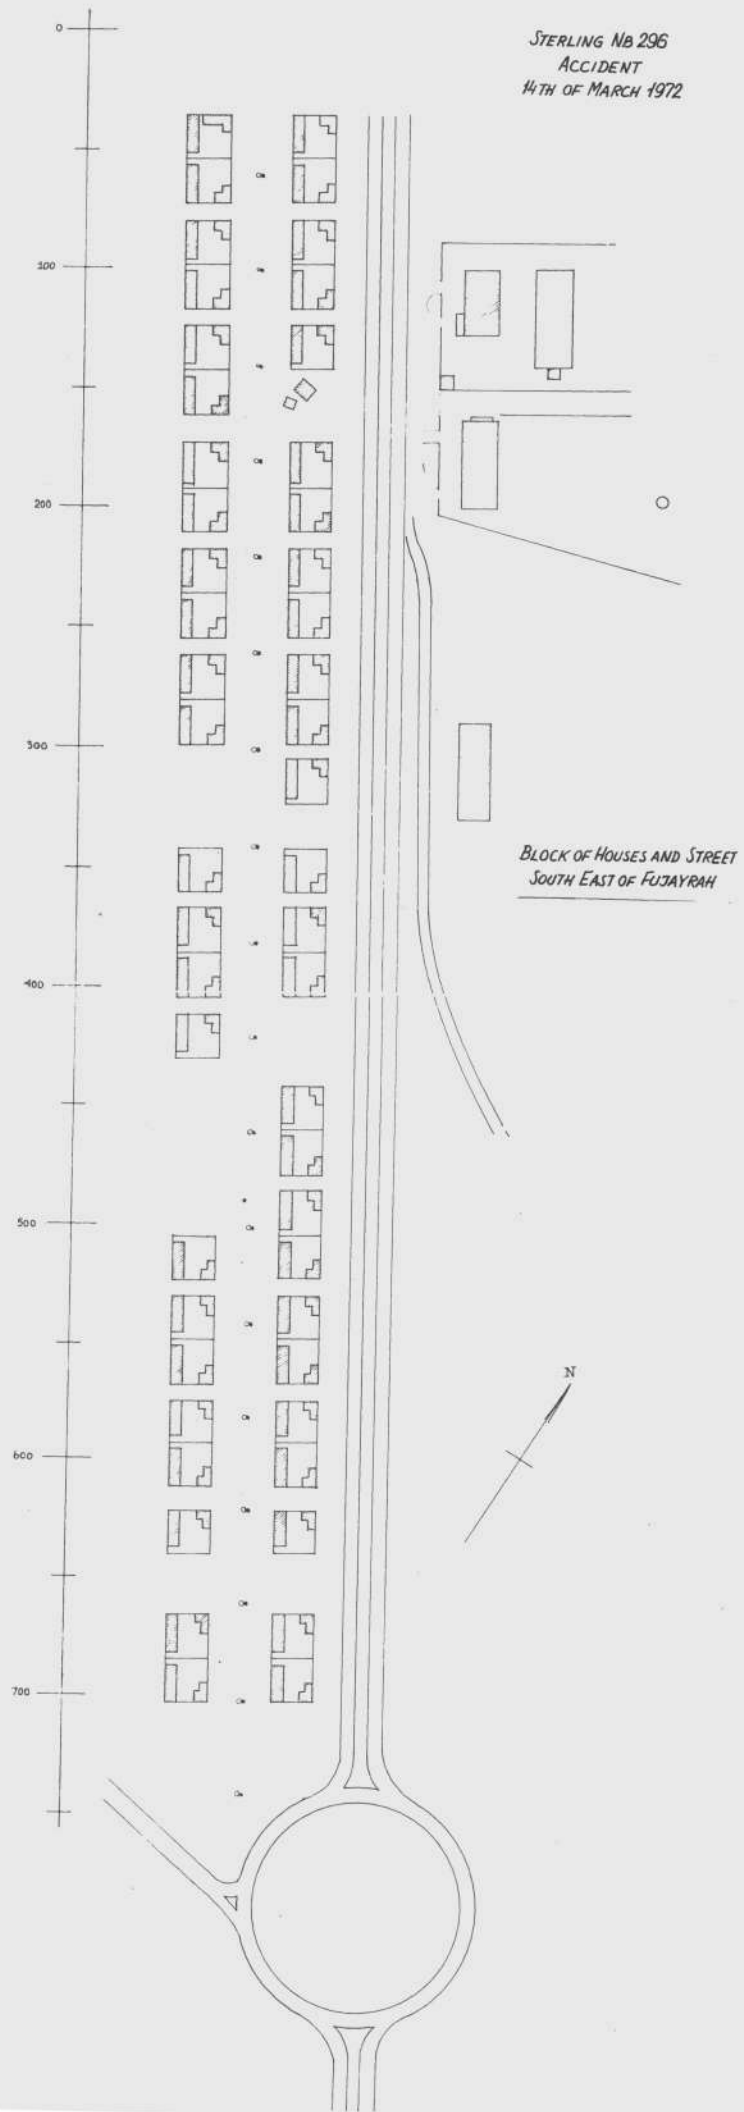 STERLING NB 296
ACCIDENT
14TH OF MARCH 1972
0
100
200
300
BLOCK OF HOUSES AND STREET
SOUTH EAST OF FUJAYRAH
400
500
N
600
700